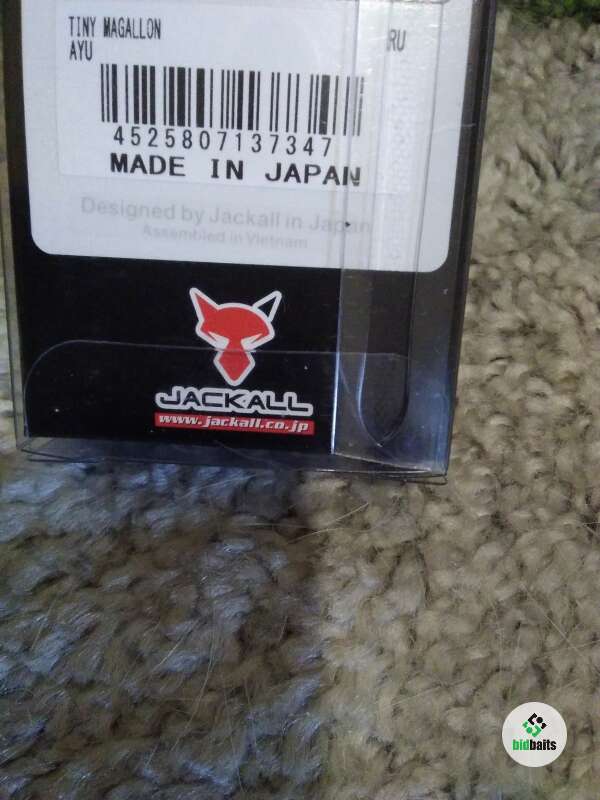 TINY MAGALLON RU
AYU
4525807137347
MADE IN JAPAN
Designed by Jackall in Japan
Assembled in Vietnam
JACKALL
www.jackall.co.jp
bidbaits